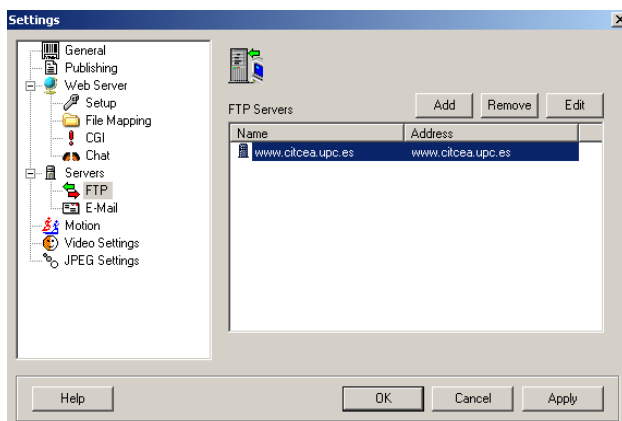 Settings
General
Publishing
Web Server
Setup
File Mapping
CGI
Chat
Servers
FTP
E-Mail
Motion
Video Settings
JPEG Settings
FTP Servers
Add
Remove
Edit
Name Address
www.citcea.upc.es www.citcea.upc.es
Help
OK
Cancel
Apply